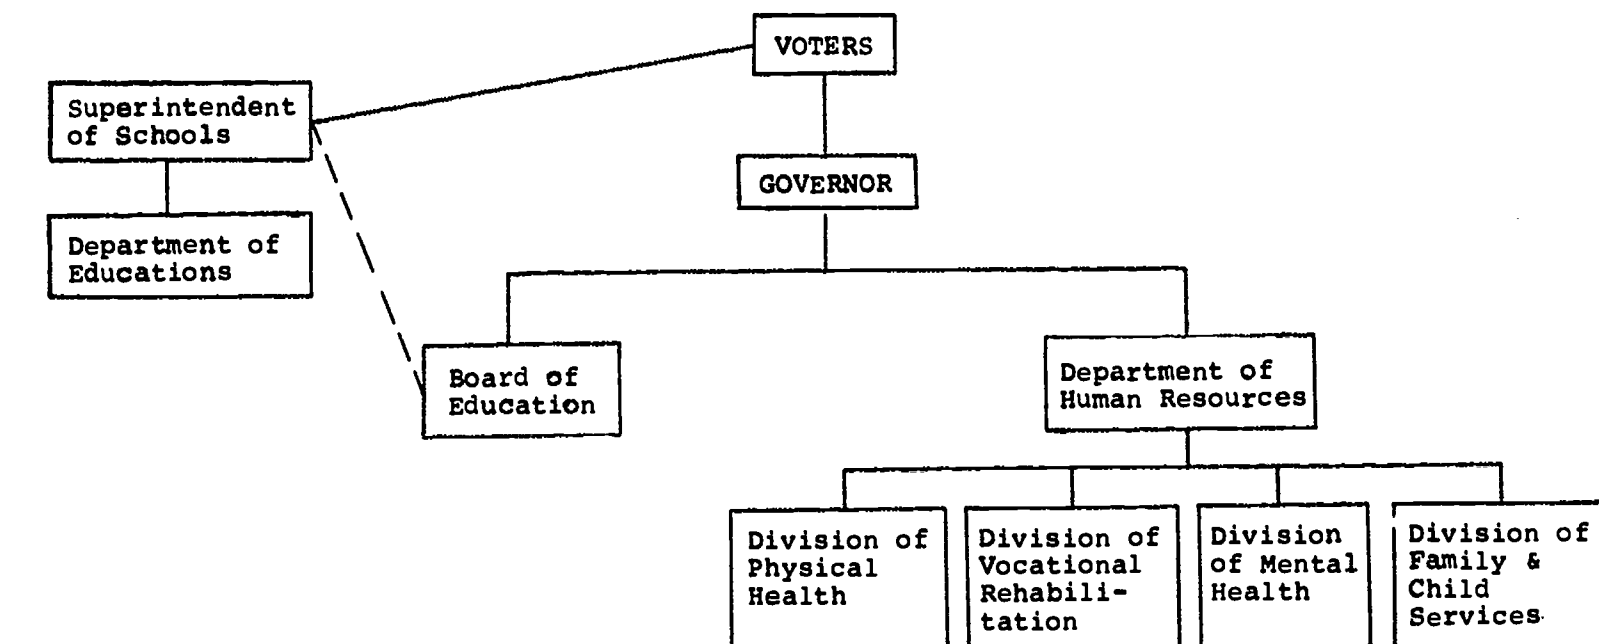 VOTERS
Superintendent
of Schools
GOVERNOR
Department of
Educations
Board of
Education
Department of
Human Resources
Division of
Physical
Health
Division of
Vocational
Rehabili-
tation
Division
of Mental
Health
Division of
Family &
Child
Services